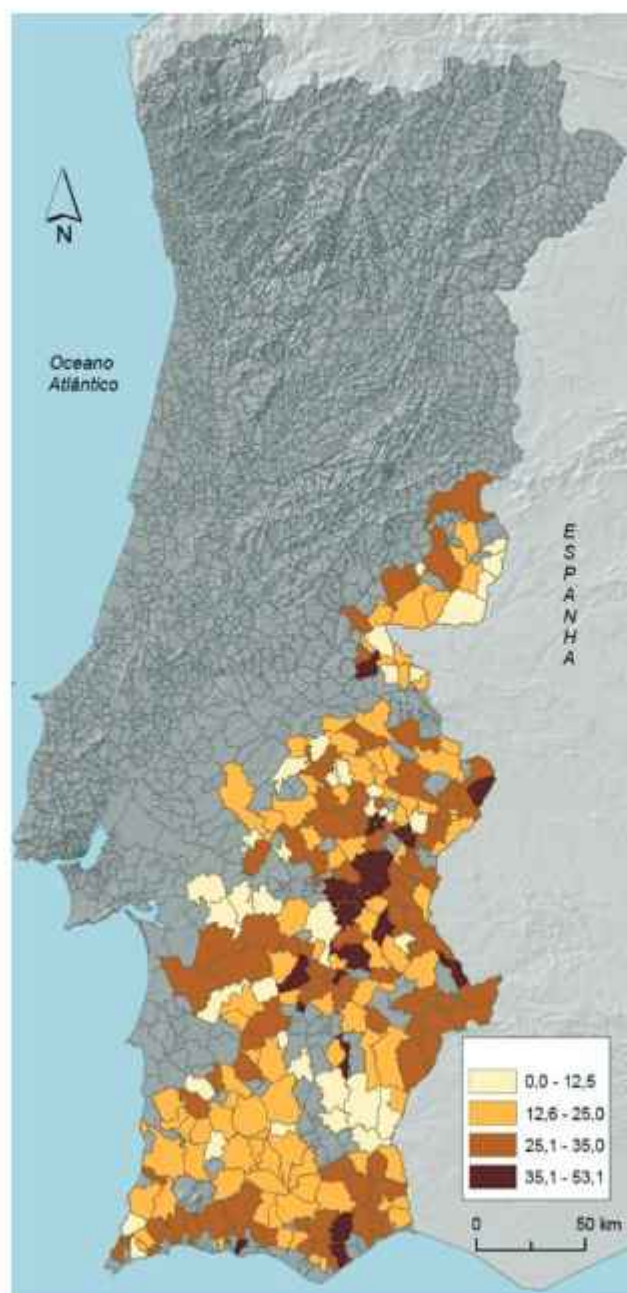 N
Oceano
Atlântico
ESPANHA
0,0 - 12,5
12,6 - 25,0
25,1 - 35,0
35,1 - 53,1
0 50 km